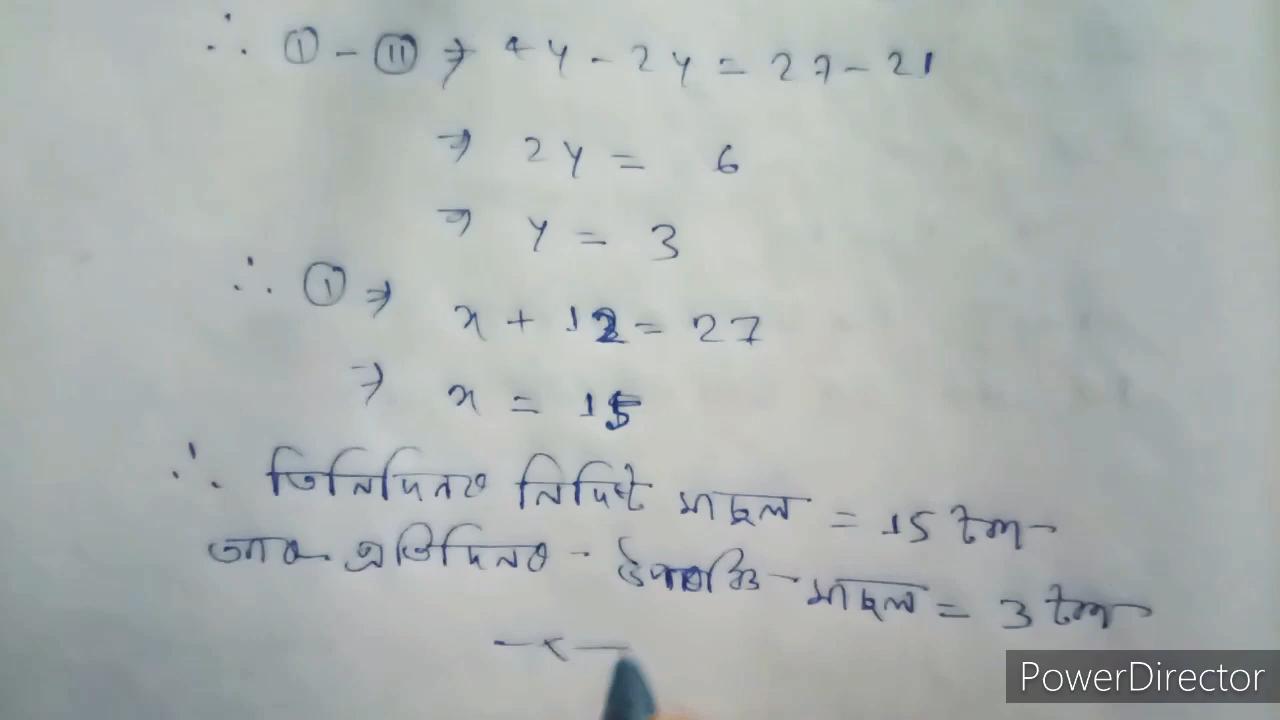 ∴ ① - ⑪ ⇒ 4y - 2y = 27 - 21
⇒ 2y = 6
⇒ y = 3
∴ ① ⇒ x + 12 = 27
⇒ x = 15
∴ তিনিদিনৰ নিৰ্দিষ্ট মাছুল = 15 টকা
আৰু প্ৰতিদিনৰ - উপৰঞ্চি মাছুল = 3 টকা
PowerDirector